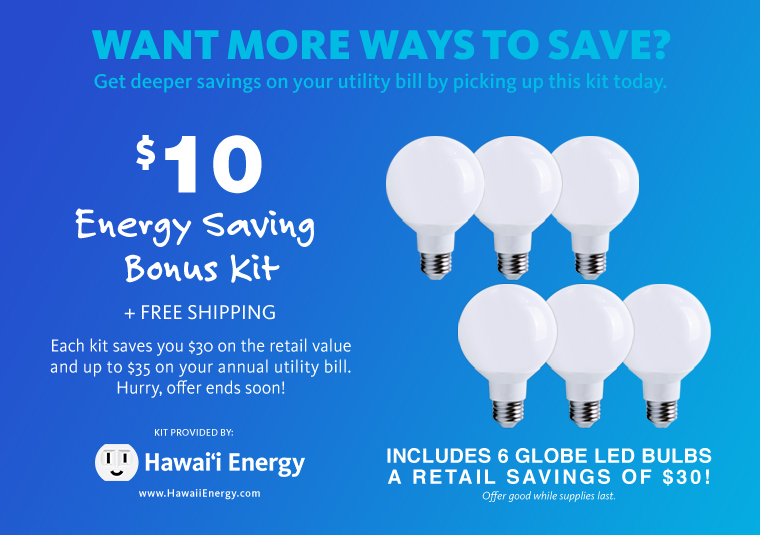 WANT MORE WAYS TO SAVE?
Get deeper savings on your utility bill by picking up this kit today.
$10
Energy Saving
Bonus Kit
+ FREE SHIPPING
Each kit saves you $30 on the retail value
and up to $35 on your annual utility bill.
Hurry, offer ends soon!
KIT PROVIDED BY:
Hawai‘i Energy
www.HawaiiEnergy.com
INCLUDES 6 GLOBE LED BULBS
A RETAIL SAVINGS OF $30!
Offer good while supplies last.